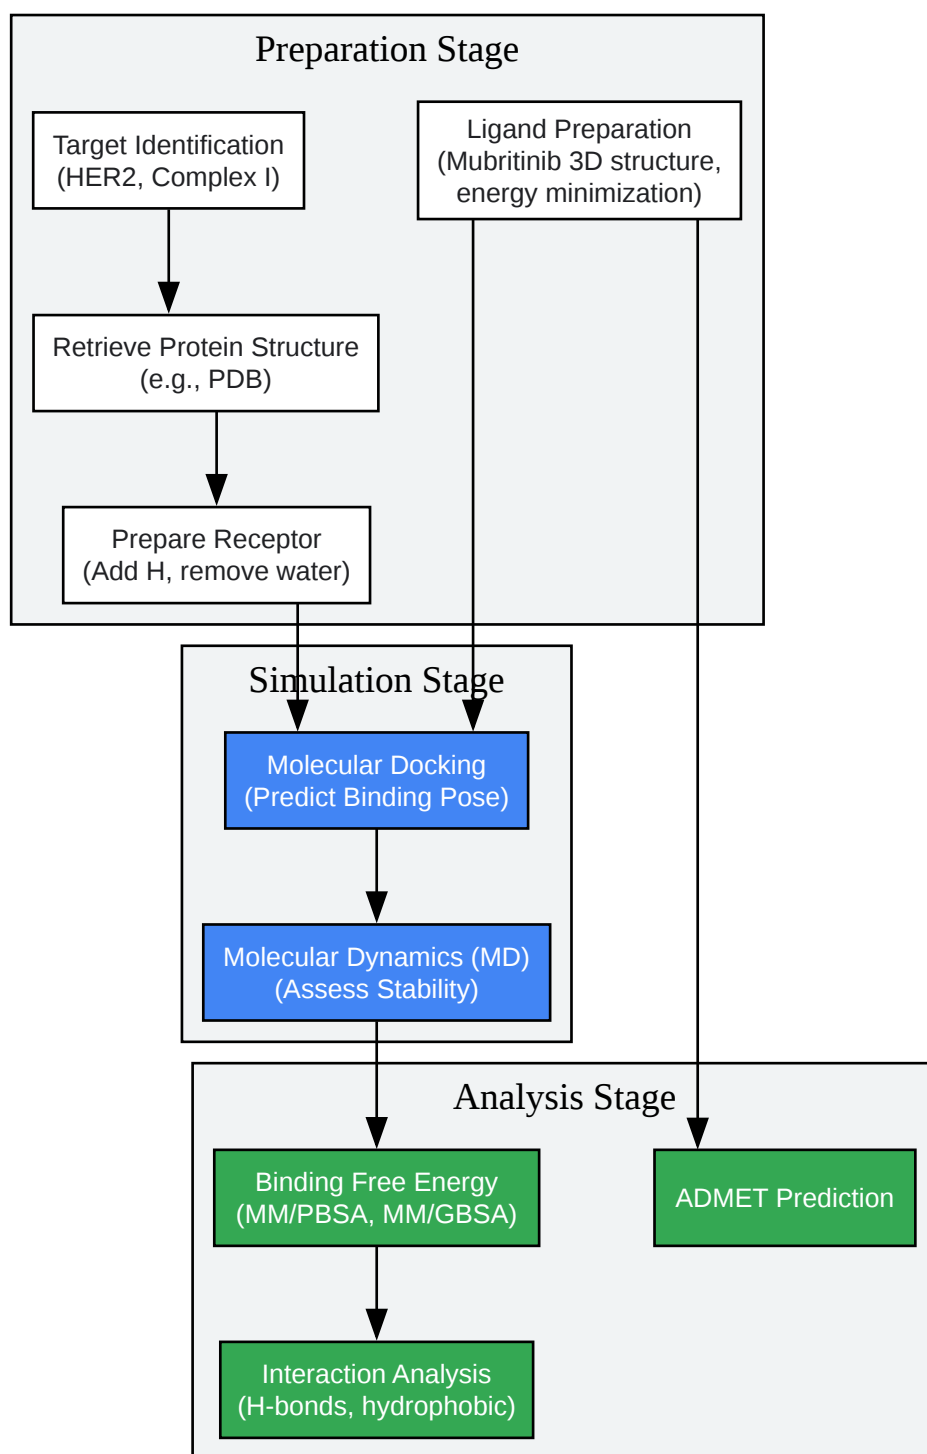 Preparation Stage
Target Identification
(HER2, Complex I)
Ligand Preparation
(Mubritinib 3D structure,
energy minimization)
Retrieve Protein Structure
(e.g., PDB)
Prepare Receptor
(Add H, remove water)
Simulation Stage
Molecular Docking
(Predict Binding Pose)
Molecular Dynamics (MD)
(Assess Stability)
Analysis Stage
Binding Free Energy
(MM/PBSA, MM/GBSA)
ADMET Prediction
Interaction Analysis
(H-bonds, hydrophobic)